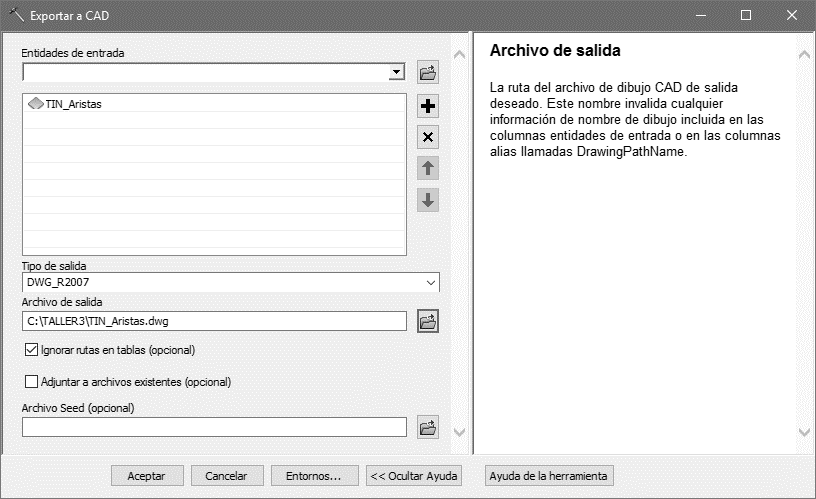 Exportar a CAD
Entidades de entrada
TIN_Aristas
Tipo de salida
DWG_R2007
Archivo de salida
C:\TALLER3\TIN_Aristas.dwg
Ignorar rutas en tablas (opcional)
Adjuntar a archivos existentes (opcional)
Archivo Seed (opcional)
Archivo de salida
La ruta del archivo de dibujo CAD de salida
deseado. Este nombre invalida cualquier
información de nombre de dibujo incluida en las
columnas entidades de entrada o en las columnas
alias llamadas DrawingPathName.
Aceptar
Cancelar
Entornos...
<< Ocultar Ayuda
Ayuda de la herramienta